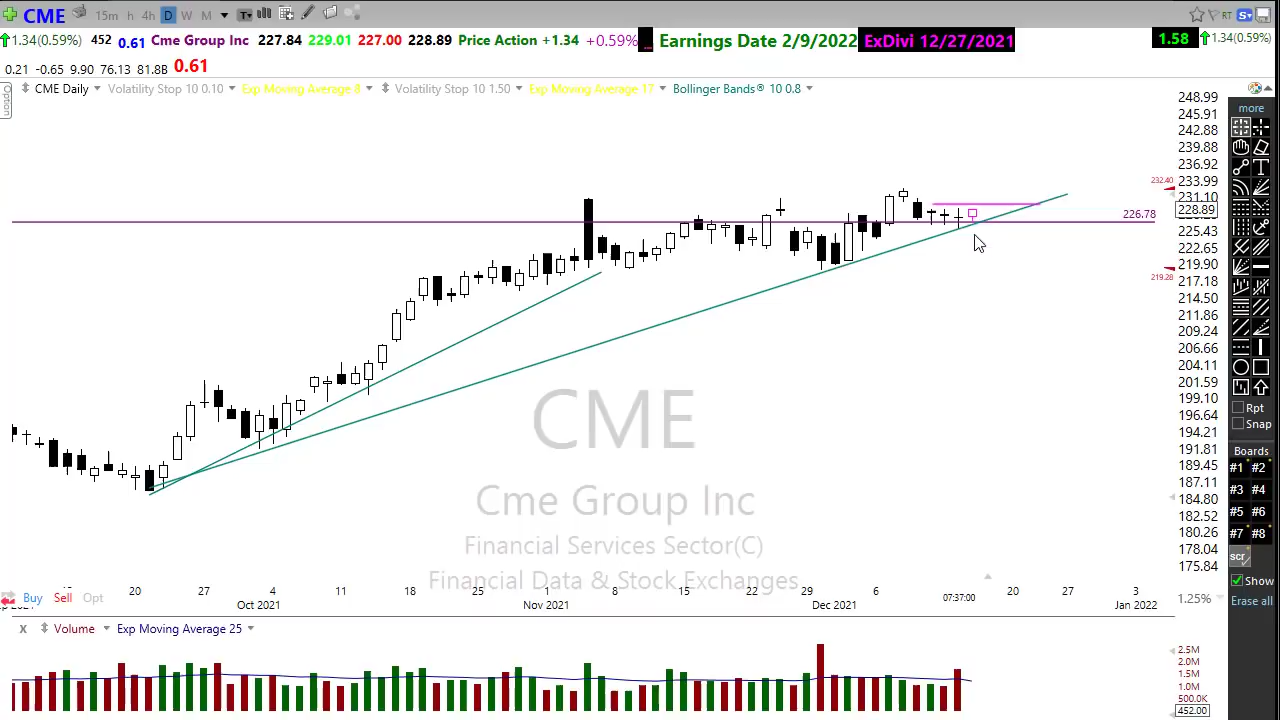 CME 15m h 4h D W M T RT S
1.34(0.59%) 452 0.61 Cme Group Inc 227.84 229.01 227.00 228.89 Price Action +1.34 +0.59% Earnings Date 2/9/2022 ExDivi 12/27/2021 1.58 1.34(0.59%)
0.21 -0.65 9.90 76.13 81.8B 0.61
Option
CME Daily Volatility Stop 10 0.10 Exp Moving Average 8 Volatility Stop 10 1.50 Exp Moving Average 17 Bollinger Bands® 10 0.8
248.99
245.91
242.88
239.88
236.92
233.99
232.40
231.10
228.89
226.78
225.43
222.65
219.90
219.28
217.18
214.50
211.86
209.24
206.66
204.11
201.59
199.10
196.64
194.21
191.81
189.45
187.11
184.80
182.52
180.26
178.04
175.84
CME
Cme Group Inc
Financial Services Sector(C)
Financial Data & Stock Exchanges
more
Rpt
Snap
Boards
#1 #2
#3 #4
#5 #6
#7 #8
scr
Show
Erase all
Buy Sell Opt
20 27 4 11 18 25 1 8 15 22 29 6 07:37:00 20 27 3
Oct 2021 Nov 2021 Dec 2021 Jan 2022
1.25%
X Volume Exp Moving Average 25
2.5M
2.0M
1.5M
1.0M
500.0K
452.00